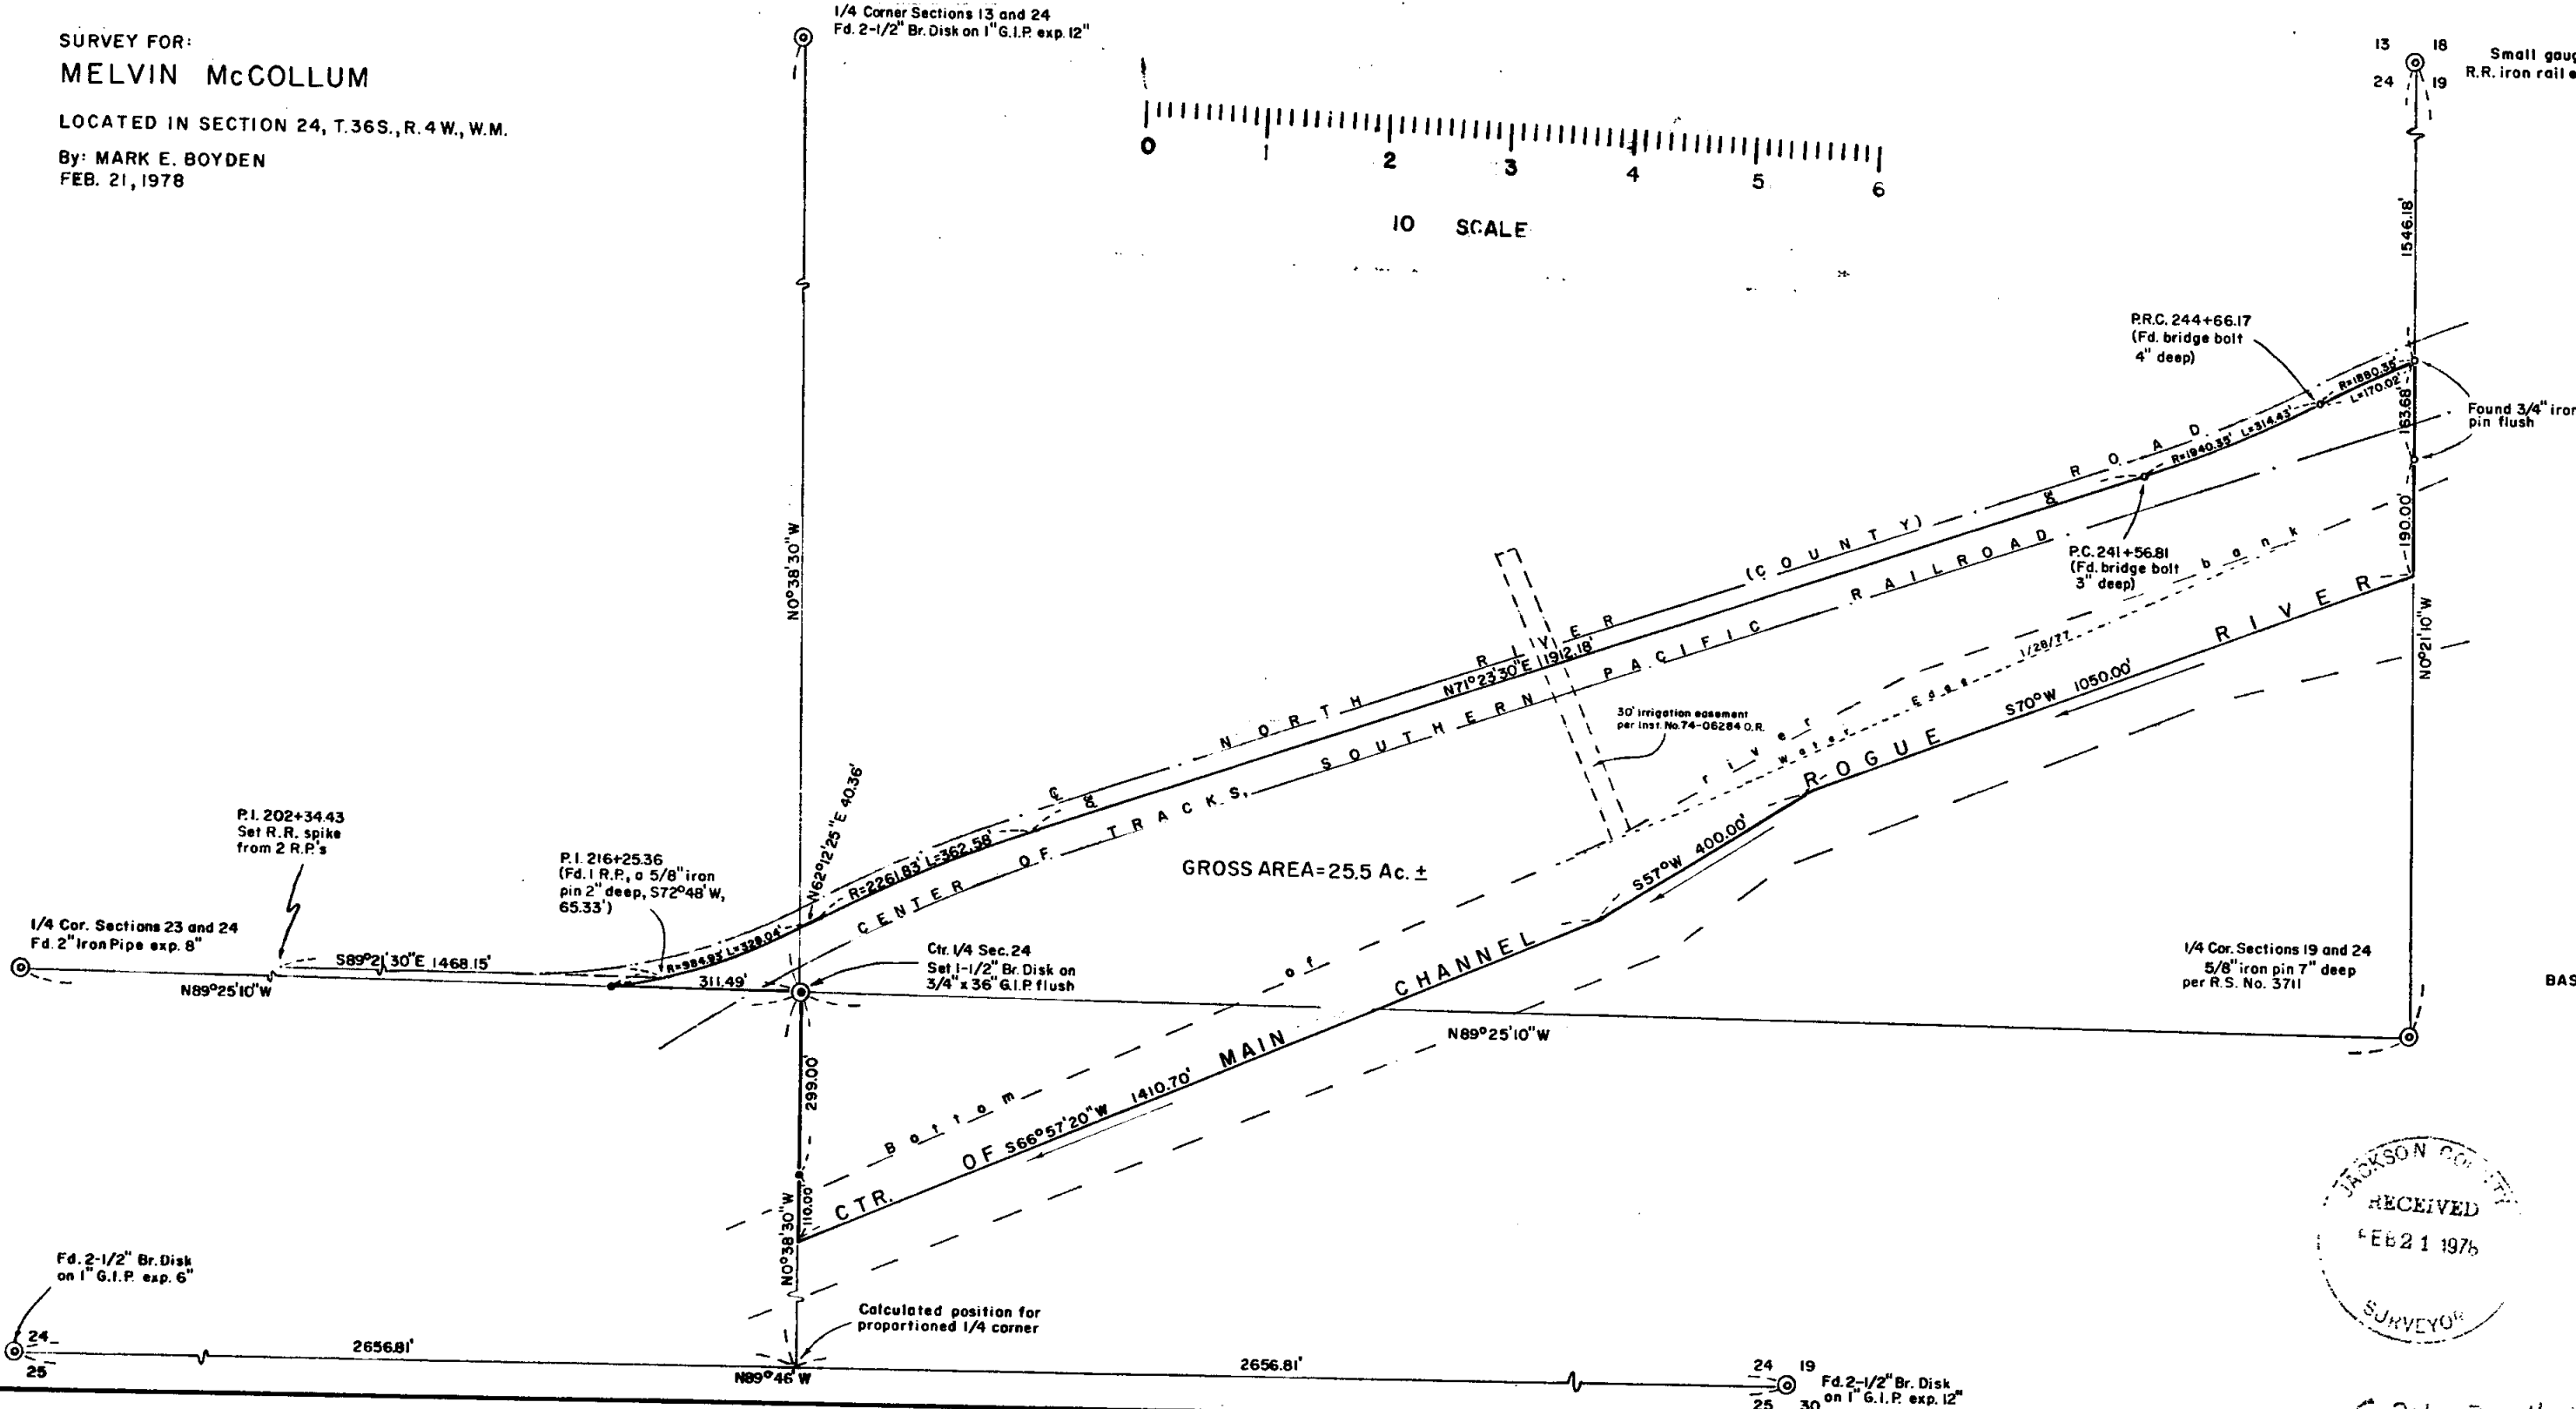 SURVEY FOR:
MELVIN McCOLLUM
LOCATED IN SECTION 24, T.36S., R.4W., W.M.
By: MARK E. BOYDEN
FEB. 21, 1978
1/4 Corner Sections 13 and 24
Fd. 2-1/2" Br. Disk on 1" G.I.P. exp. 12"
0 1 2 3 4 5 6
10 SCALE
13 18
24 19
Small
R.R. iron rail
1546.18'
P.R.C. 244+66.17
(Fd. bridge bolt
4" deep)
R=1880.35'
L=170.02'
163.68'
Found 3/4" iron
pin flush
R=1940.35' L=314.43'
190.00'
P.C. 241+56.81
(Fd. bridge bolt
3" deep)
N0°21'10"W
N0°38'30"W
NORTH RIVER (COUNTY) ROAD
30'
N71°23'30"E 1912.18'
CENTER OF TRACKS, SOUTHERN PACIFIC RAILROAD
30' irrigation easement
per Inst. No. 74-06284 O.R.
Bottom of river bank
Water Edge 1/28/77
ROGUE RIVER
S70°W 1050.00'
S57°W 400.00'
GROSS AREA=25.5 Ac. ±
N62°12'25"E 40.36'
℄
30'
R=2261.83' L=362.58'
P.I. 202+34.43
Set R.R. spike
from 2 R.P.'s
P.I. 216+25.36
(Fd. 1 R.P., a 5/8" iron
pin 2" deep, S72°48'W,
65.33')
1/4 Cor. Sections 23 and 24
Fd. 2" Iron Pipe exp. 8"
S89°21'30"E 1468.15'
N89°25'10"W
R=984.93' L=329.04'
311.49'
Ctr. 1/4 Sec. 24
Set 1-1/2" Br. Disk on
3/4" x 36" G.I.P. flush
1/4 Cor. Sections 19 and 24
5/8" iron pin 7" deep
per R.S. No. 3711
BAS
N89°25'10"W
CTR. OF MAIN CHANNEL
S66°57'20"W 1410.70'
299.00'
110.00'
N0°38'30"W
JACKSON COUNTY
RECEIVED
FEB 21 1978
SURVEYOR
Fd. 2-1/2" Br. Disk
on 1" G.I.P. exp. 6"
Calculated position for
proportioned 1/4 corner
24
25
2656.81'
N89°46'W
2656.81'
24 19
25 30
Fd. 2-1/2" Br. Disk
on 1" G.I.P. exp. 12"